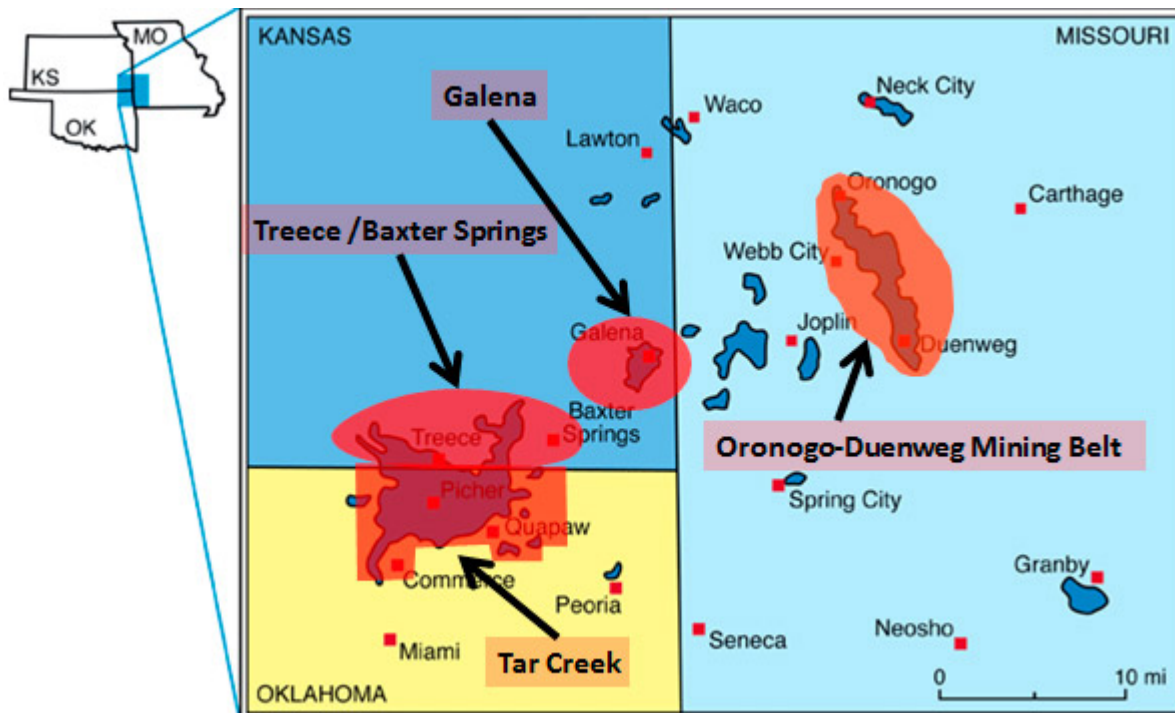 MO
KS
OK
KANSAS
MISSOURI
Galena
Waco
Neck City
Lawton
Oronogo
Carthage
Treece /Baxter Springs
Webb City
Galena
Joplin
Duenweg
Baxter
Springs
Treece
Oronogo-Duenweg Mining Belt
Picher
Spring City
Quapaw
Commerce
Granby
Peoria
Miami
Seneca
Neosho
Tar Creek
OKLAHOMA
0 10 mi